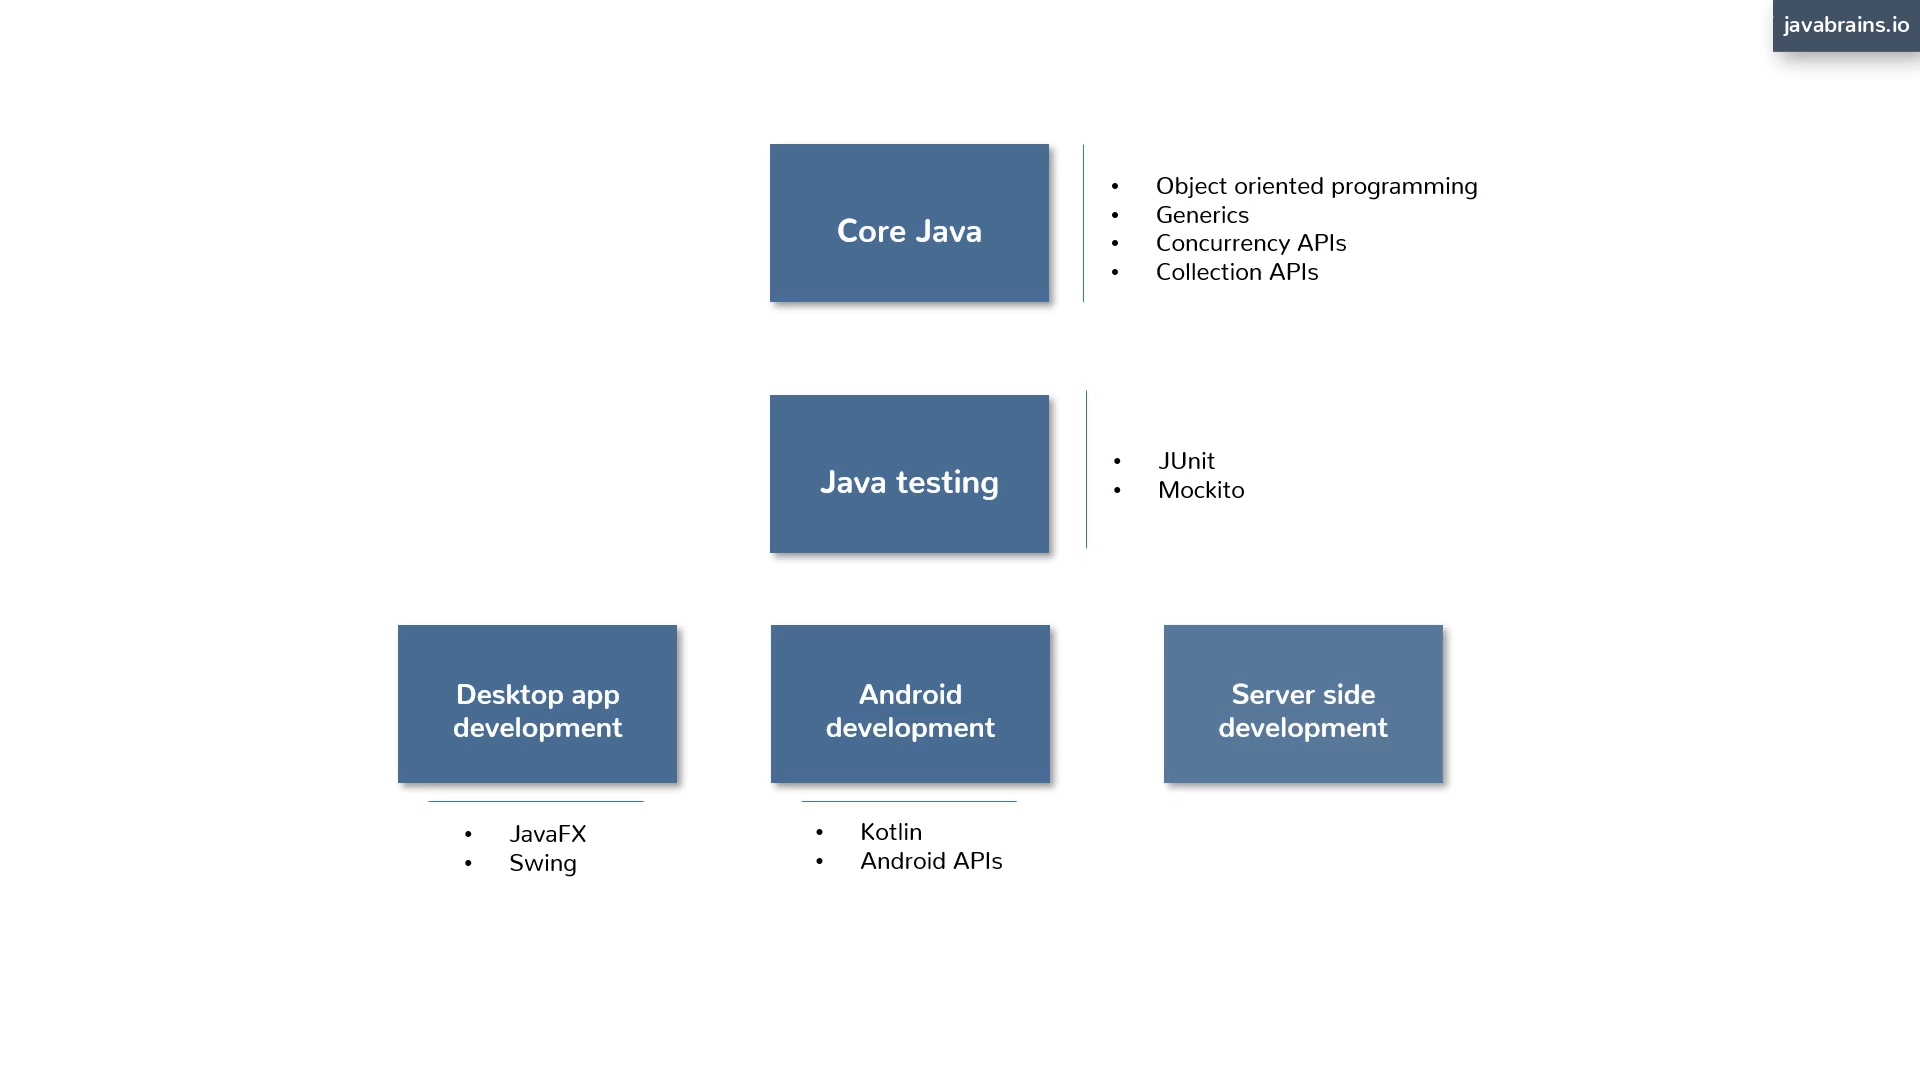 javabrains.io
Core Java
• Object oriented programming
• Generics
• Concurrency APIs
• Collection APIs
Java testing
• JUnit
• Mockito
Desktop app
development
• JavaFX
• Swing
Android
development
• Kotlin
• Android APIs
Server side
development